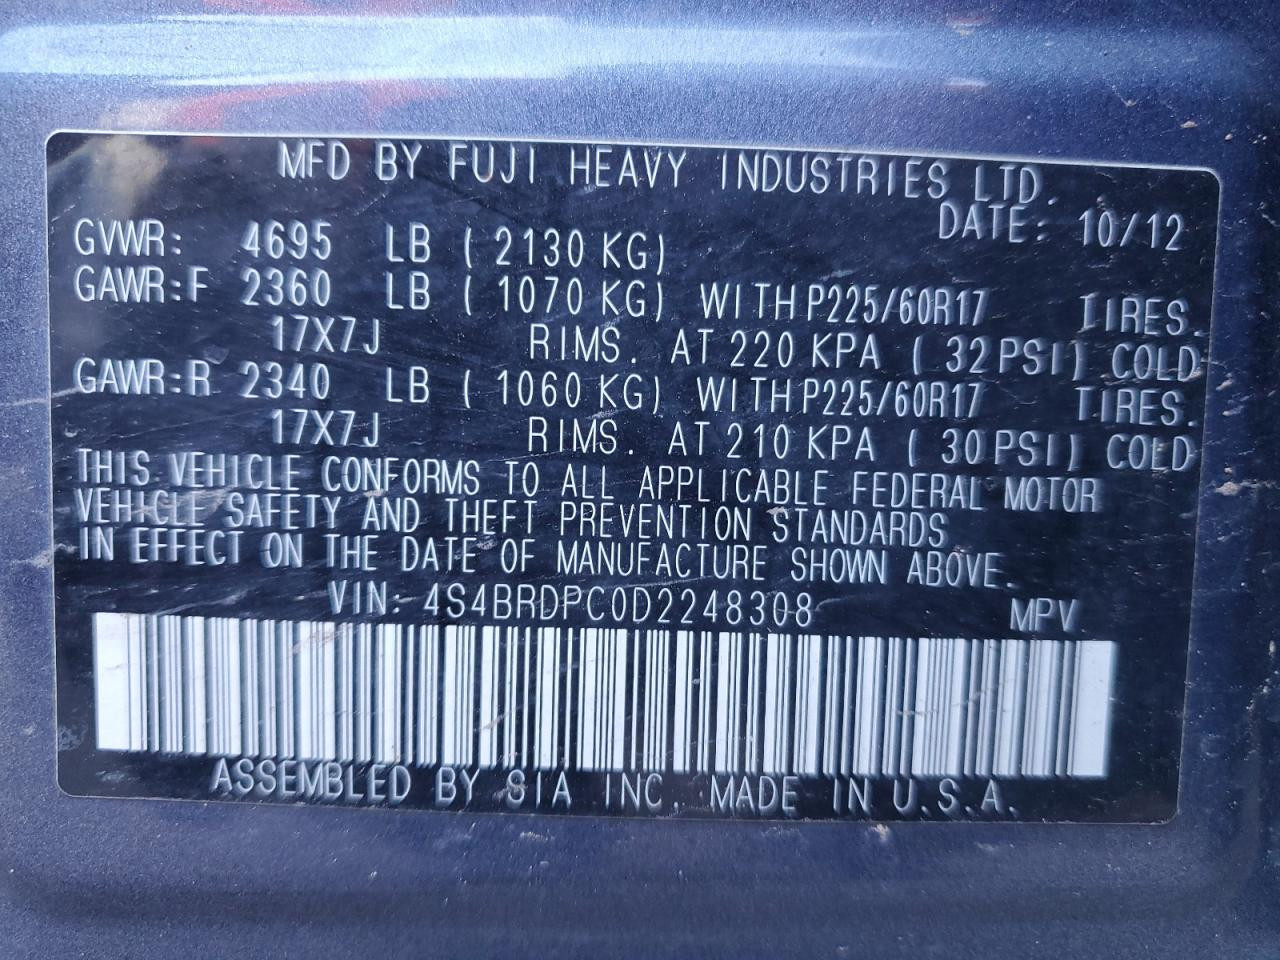 MFD BY FUJI HEAVY INDUSTRIES LTD.
DATE: 10/12
GVWR: 4695 LB ( 2130 KG)
GAWR:F 2360 LB ( 1070 KG) WITH P225/60R17 TIRES.
17X7J RIMS. AT 220 KPA ( 32 PSI) COLD
GAWR:R 2340 LB ( 1060 KG) WITH P225/60R17 TIRES.
17X7J RIMS. AT 210 KPA ( 30 PSI) COLD
THIS VEHICLE CONFORMS TO ALL APPLICABLE FEDERAL MOTOR
VEHICLE SAFETY AND THEFT PREVENTION STANDARDS
IN EFFECT ON THE DATE OF MANUFACTURE SHOWN ABOVE.
VIN: 4S4BRDPC0D2248308 MPV
ASSEMBLED BY SIA INC. MADE IN U.S.A.